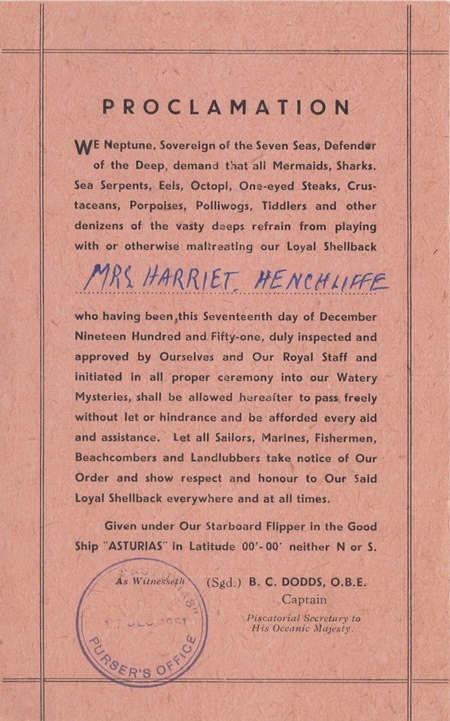 PROCLAMATION
WE Neptune, Sovereign of the Seven Seas, Defender
of the Deep, demand that all Mermaids, Sharks,
Sea Serpents, Eels, Octopi, One-eyed Steaks, Crus-
taceans, Porpoises, Polliwogs, Tiddlers and other
denizens of the vasty deeps refrain from playing
with or otherwise maltreating our Loyal Shellback
MRS. HARRIET. HENCHLIFFE
who having been this Seventeenth day of December
Nineteen Hundred and Fifty-one, duly inspected and
approved by Ourselves and Our Royal Staff and
initiated in all proper ceremony into our Watery
Mysteries, shall be allowed hereafter to pass freely
without let or hindrance and be afforded every aid
and assistance. Let all Sailors, Marines, Fishermen,
Beachcombers and Landlubbers take notice of Our
Order and show respect and honour to Our Said
Loyal Shellback everywhere and at all times.
Given under Our Starboard Flipper in the Good
Ship "ASTURIAS" in Latitude 00'-00' neither N or S.
As Witnesseth (Sgd.) B. C. DODDS, O.B.E.
Captain
Piscatorial Secretary to
His Oceanic Majesty.
"ASTURIAS"
17 DEC 1951
PURSER'S OFFICE